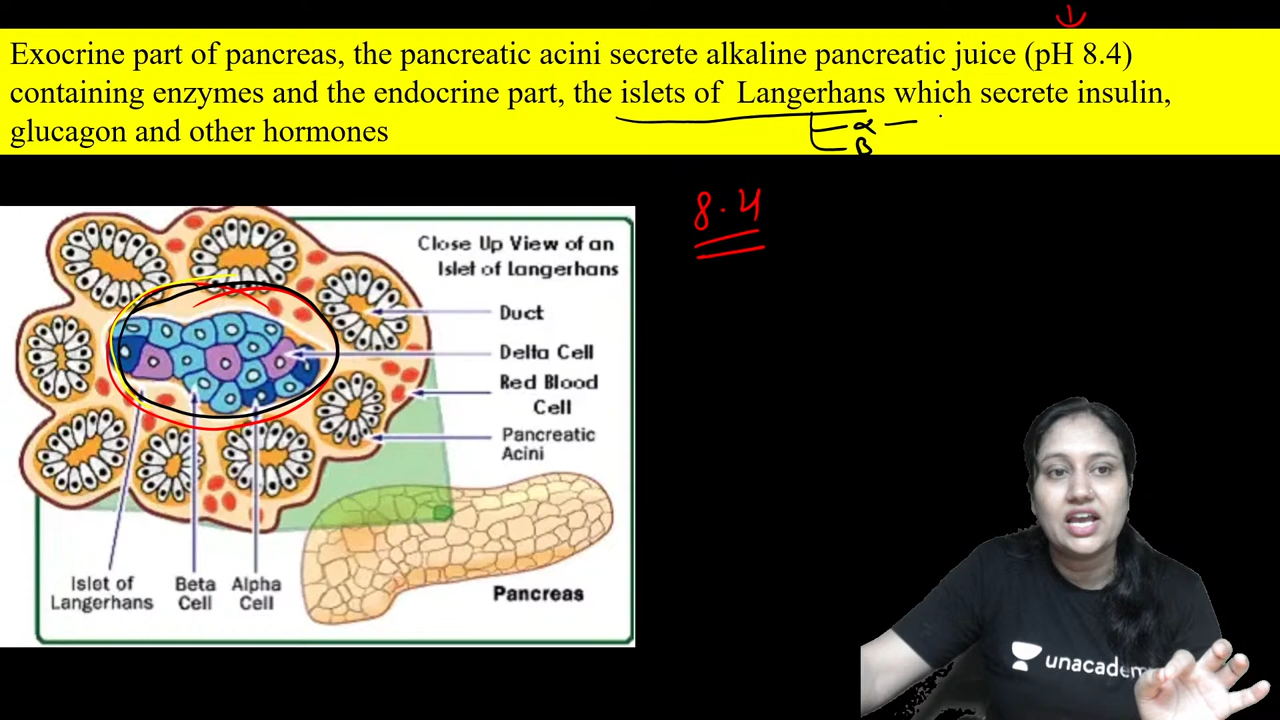 Exocrine part of pancreas, the pancreatic acini secrete alkaline pancreatic juice (pH 8.4)
containing enzymes and the endocrine part, the islets of Langerhans which secrete insulin,
glucagon and other hormones
α –
β
8.4
Close Up View of an
Islet of Langerhans
Duct
Delta Cell
Red Blood
Cell
Pancreatic
Acini
Islet of
Langerhans
Beta
Cell
Alpha
Cell
Pancreas
unacademy